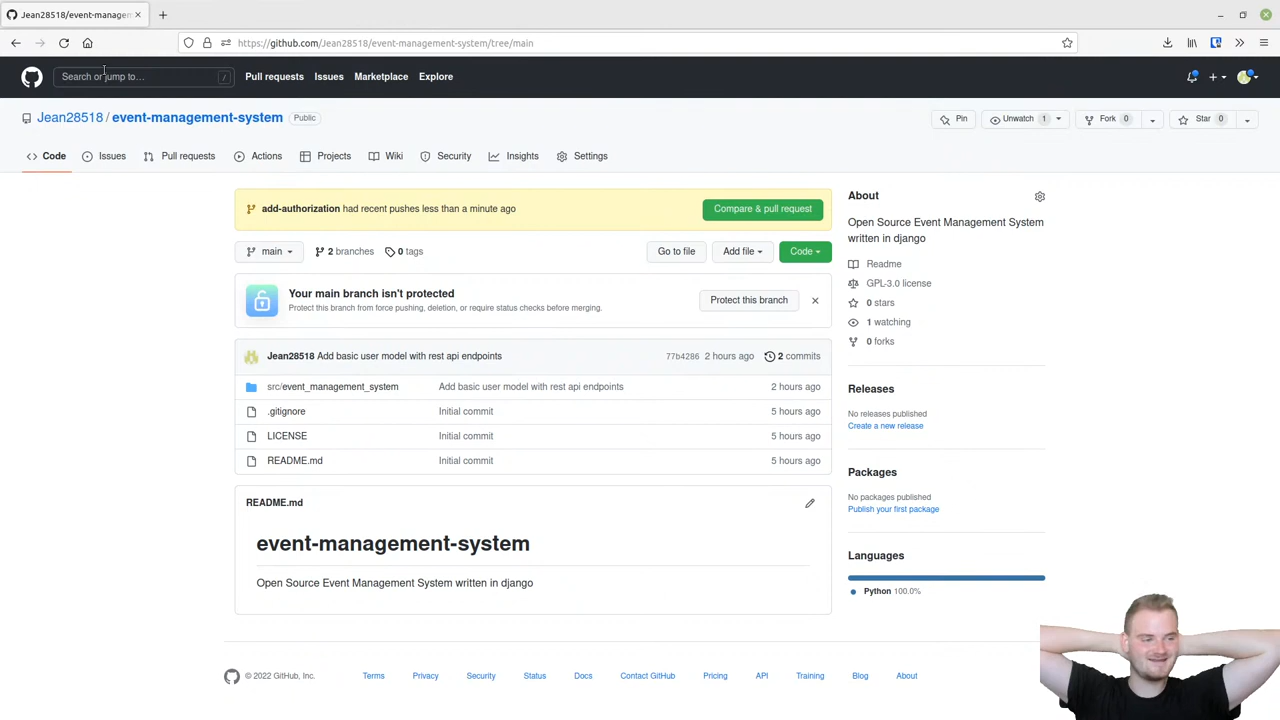 Jean28518/event-managem
https://github.com/Jean28518/event-management-system/tree/main
Search or jump to…
/
Pull requests
Issues
Marketplace
Explore
Jean28518 / event-management-system
Public
Pin
Unwatch 1
Fork 0
Star 0
Code
Issues
Pull requests
Actions
Projects
Wiki
Security
Insights
Settings
add-authorization had recent pushes less than a minute ago
Compare & pull request
main
2 branches
0 tags
Go to file
Add file
Code
Your main branch isn't protected
Protect this branch from force pushing, deletion, or require status checks before merging.
Protect this branch
Jean28518 Add basic user model with rest api endpoints
77b4286 2 hours ago
2 commits
src/event_management_system
Add basic user model with rest api endpoints
2 hours ago
.gitignore
Initial commit
5 hours ago
LICENSE
Initial commit
5 hours ago
README.md
Initial commit
5 hours ago
README.md
event-management-system
Open Source Event Management System written in django
About
Open Source Event Management System
written in django
Readme
GPL-3.0 license
0 stars
1 watching
0 forks
Releases
No releases published
Create a new release
Packages
No packages published
Publish your first package
Languages
Python 100.0%
© 2022 GitHub, Inc.
Terms
Privacy
Security
Status
Docs
Contact GitHub
Pricing
API
Training
Blog
About